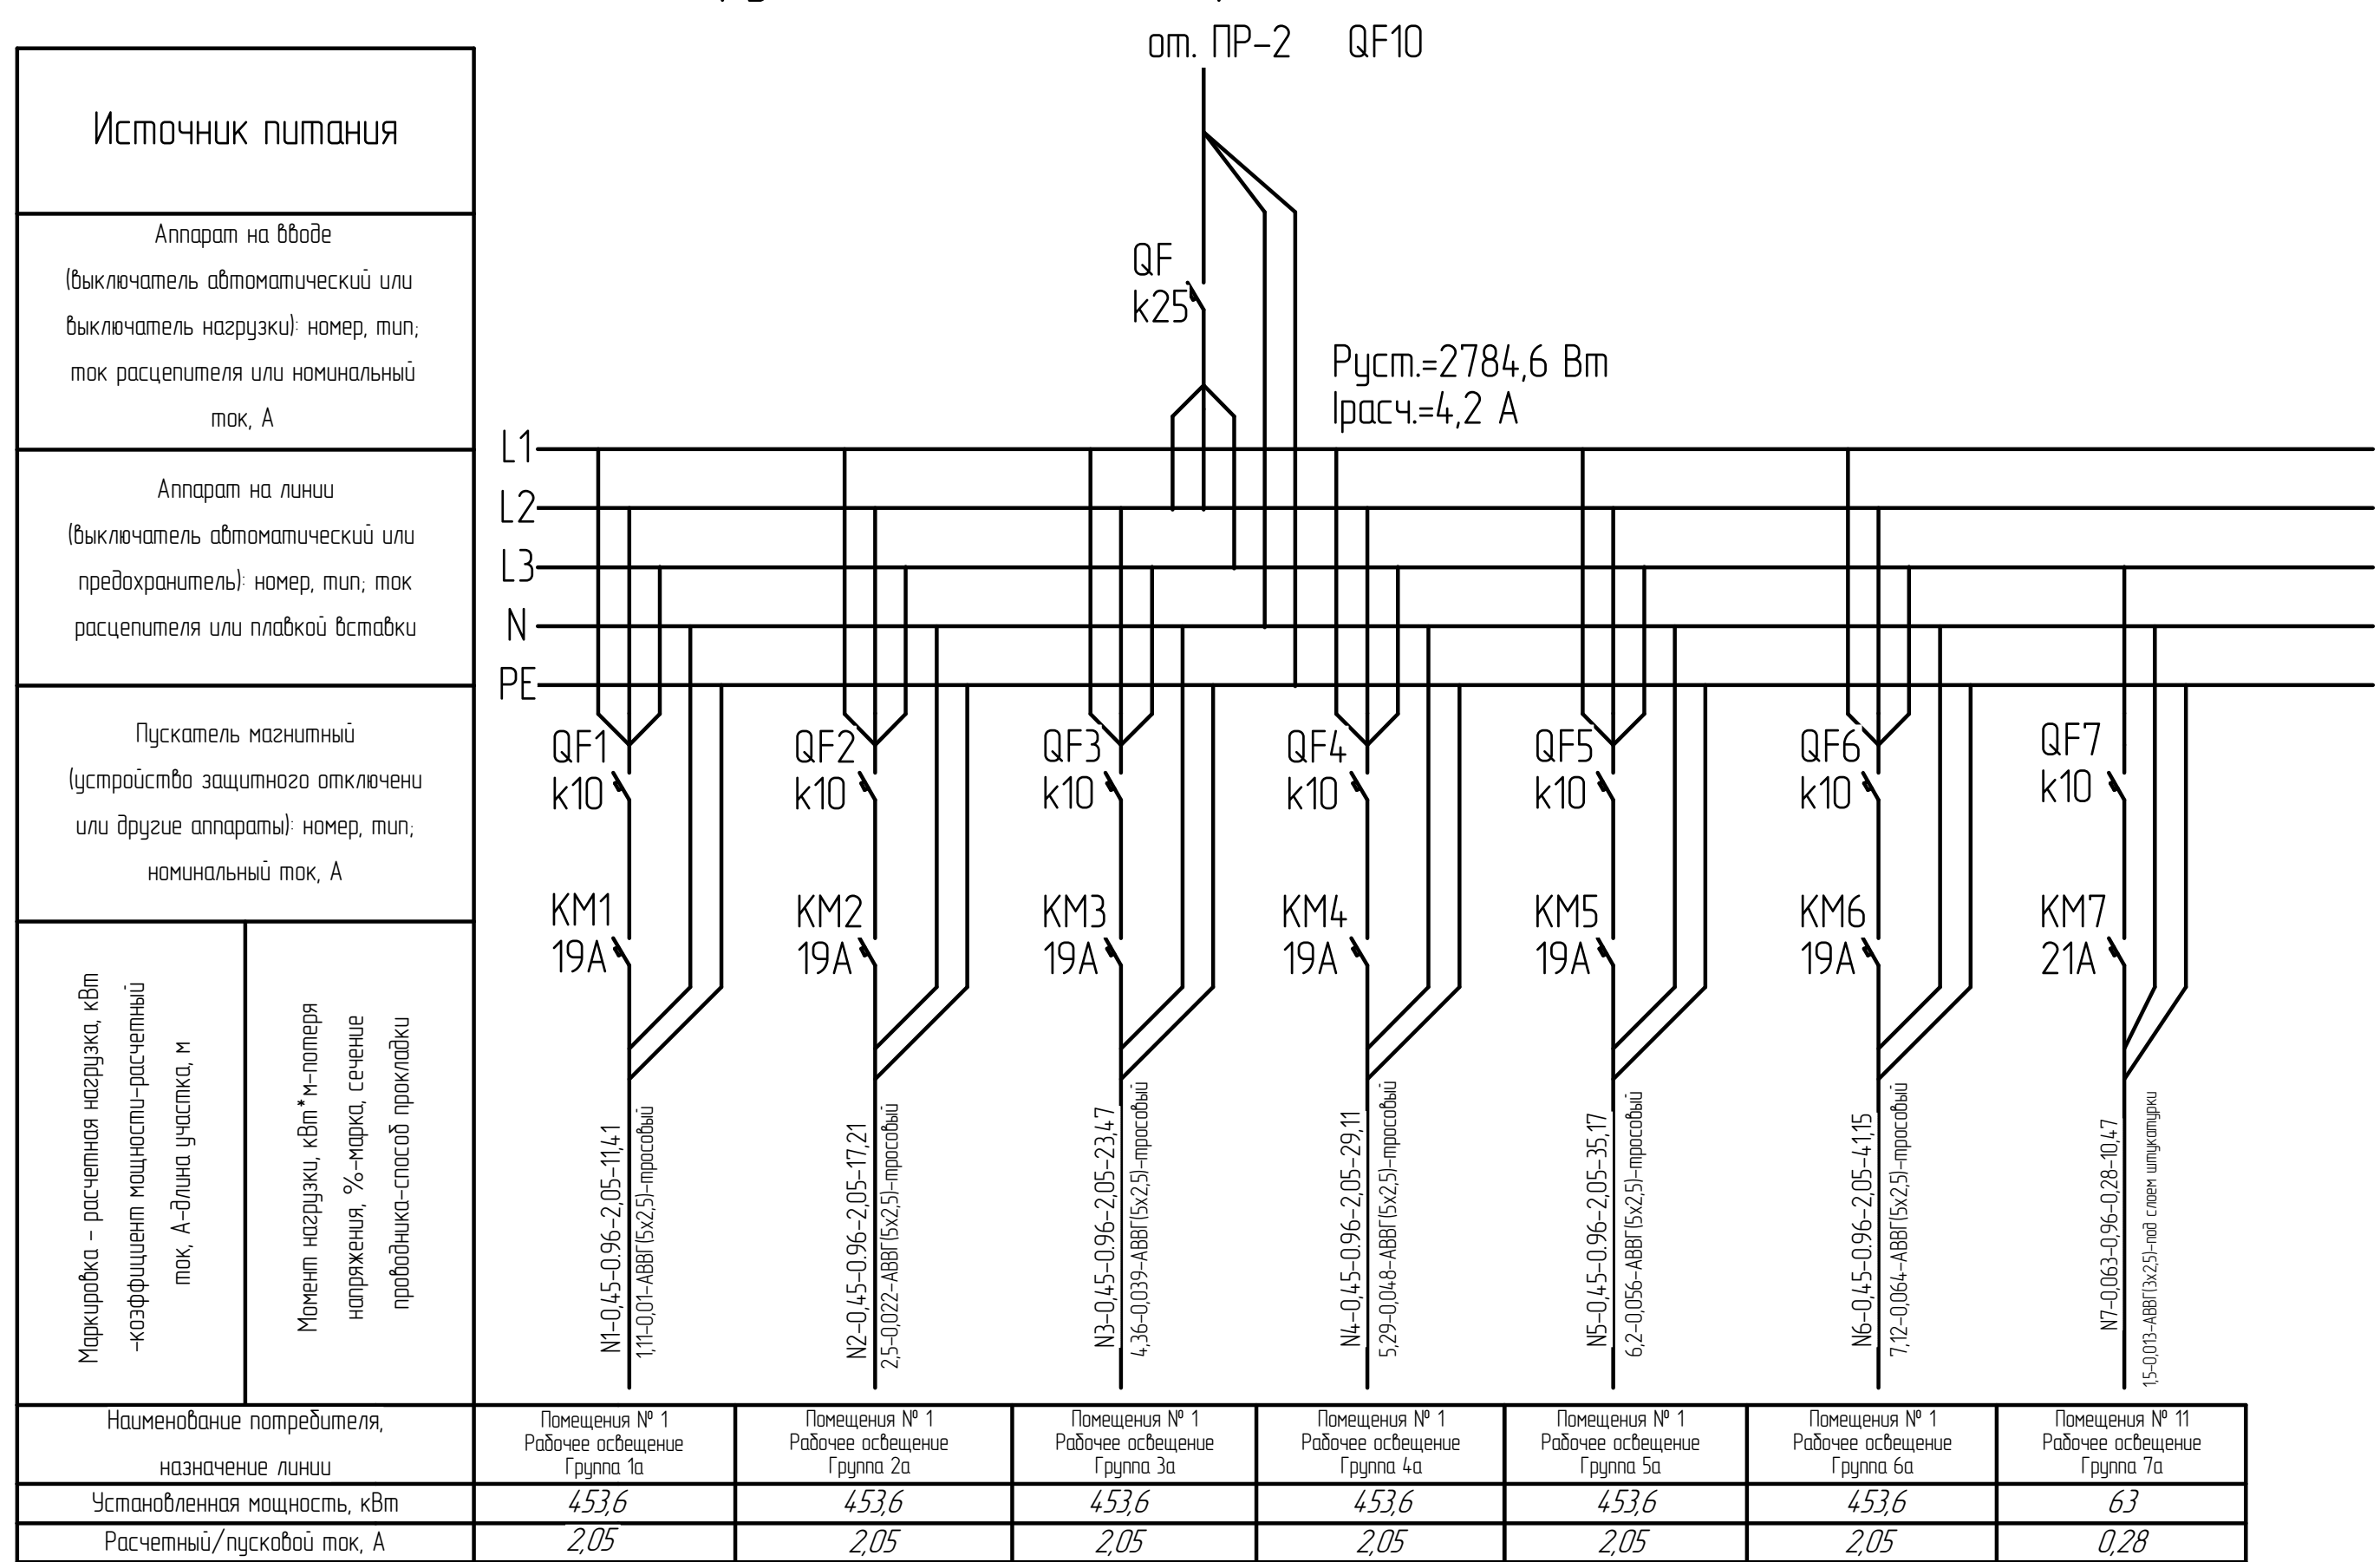 от. ПР-2 QF10
Источник питания
Аппарат на вводе
(выключатель автоматический или
выключатель нагрузки): номер, тип;
ток расцепителя или номинальный
ток, А
QF
k25
Руст.=2784,6 Вт
Iрасч.=4,2 А
Аппарат на линии
(выключатель автоматический или
предохранитель): номер, тип; ток
расцепителя или плавкой вставки
L1
L2
L3
N
PE
Пускатель магнитный
(устройство защитного отключени
или другие аппараты): номер, тип;
номинальный ток, А
QF1
k10
QF2
k10
QF3
k10
QF4
k10
QF5
k10
QF6
k10
QF7
k10
KM1
19A
KM2
19A
KM3
19A
KM4
19A
KM5
19A
KM6
19A
KM7
21A
Маркировка - расчетная нагрузка, кВт
-коэффициент мощности-расчетный
ток, А-длина участка, м
Момент нагрузки, кВт*м-потеря
напряжения, %-марка, сечение
проводника-способ прокладки
N1-0,45-0.96-2,05-11,41
1,11-0,01-АВВГ(5х2,5)-тросовый
N2-0,45-0.96-2,05-17,21
2,5-0,022-АВВГ(5х2,5)-тросовый
N3-0,45-0.96-2,05-23,47
4,36-0,039-АВВГ(5х2,5)-тросовый
N4-0,45-0.96-2,05-29,11
5,29-0,048-АВВГ(5х2,5)-тросовый
N5-0,45-0.96-2,05-35,17
6,2-0,056-АВВГ(5х2,5)-тросовый
N6-0,45-0.96-2,05-41,15
7,12-0,064-АВВГ(5х2,5)-тросовый
N7-0,063-0,96-0,28-10,47
1,5-0,013-АВВГ(3х2,5)-под слоем штукатурки
Наименование потребителя,
назначение линии
Помещения № 1
Рабочее освещение
Группа 1а
Помещения № 1
Рабочее освещение
Группа 2а
Помещения № 1
Рабочее освещение
Группа 3а
Помещения № 1
Рабочее освещение
Группа 4а
Помещения № 1
Рабочее освещение
Группа 5а
Помещения № 1
Рабочее освещение
Группа 6а
Помещения № 11
Рабочее освещение
Группа 7а
Установленная мощность, кВт 453,6 453,6 453,6 453,6 453,6 453,6 63
Расчетный/пусковой ток, А 2,05 2,05 2,05 2,05 2,05 2,05 0,28